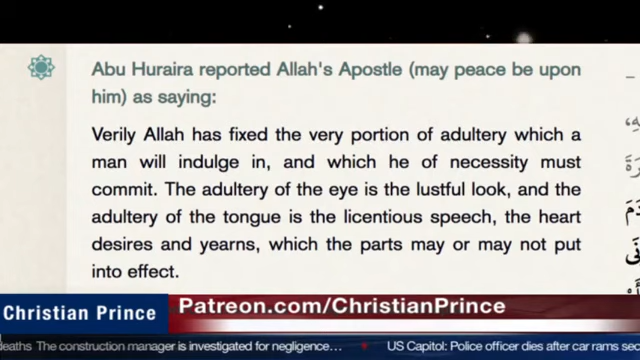 Abu Huraira reported Allah's Apostle (may peace be upon
him) as saying:
Verily Allah has fixed the very portion of adultery which a
man will indulge in, and which he of necessity must
commit. The adultery of the eye is the lustful look, and the
adultery of the tongue is the licentious speech, the heart
desires and yearns, which the parts may or may not put
into effect.
Christian Prince
Patreon.com/ChristianPrince
deaths The construction manager is investigated for negligence... US Capitol: Police officer dies after car rams sec